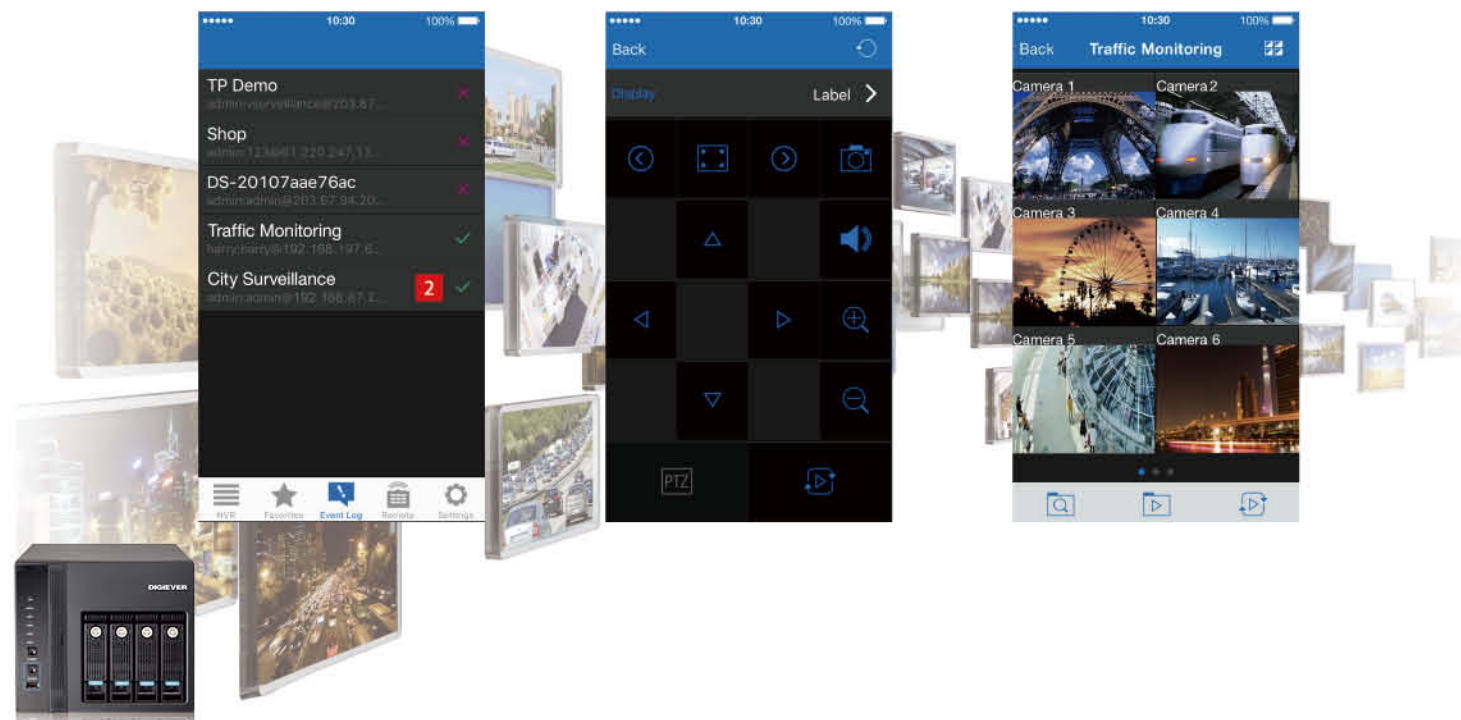 10:30
100%
TP Demo
Shop
DS-20107aae76ac
Traffic Monitoring
City Surveillance
2
NVR
Favorites
Event Log
Remote
Settings
10:30
100%
Back
Display
Label
PTZ
10:30
100%
Back
Traffic Monitoring
Camera 1
Camera2
Camera 3
Camera 4
Camera 5
Camera 6
DIGIEVER